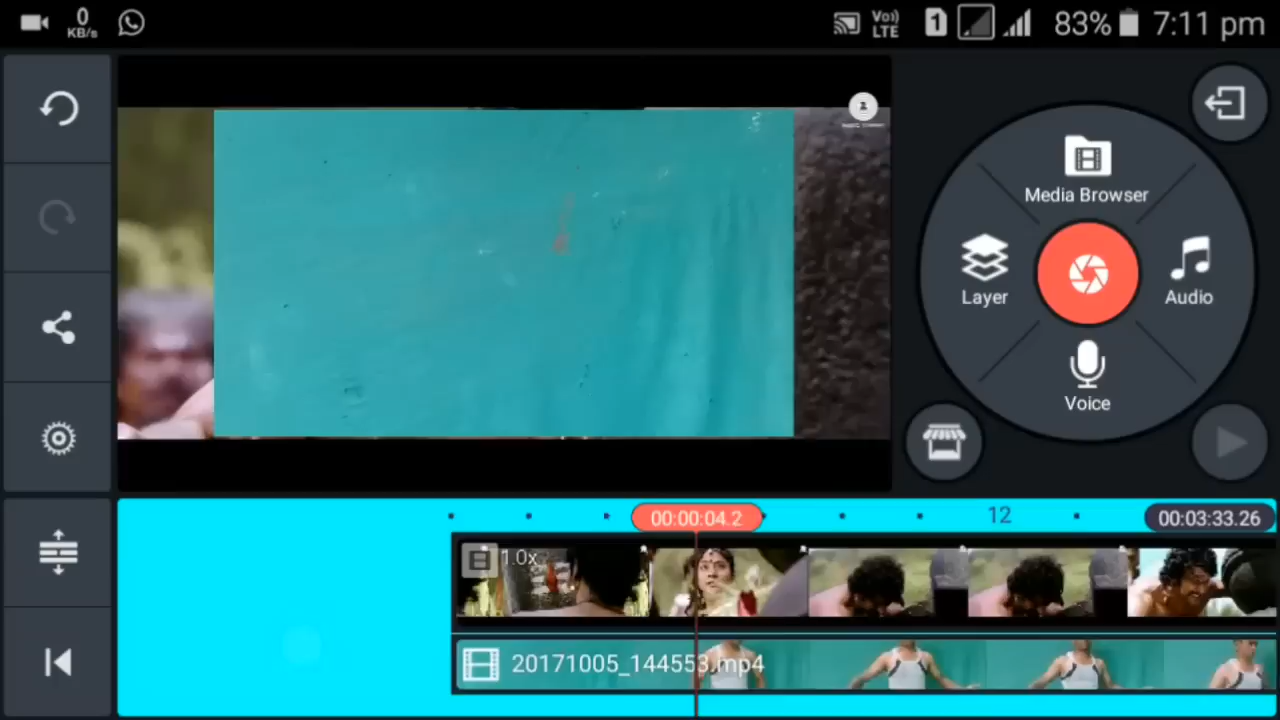 0
KB/s
Vo))
LTE
1
83%
7:11 pm
Media Browser
Layer
Audio
Voice
00:00:04.2
12
00:03:33.26
1.0x
20171005_144553.mp4